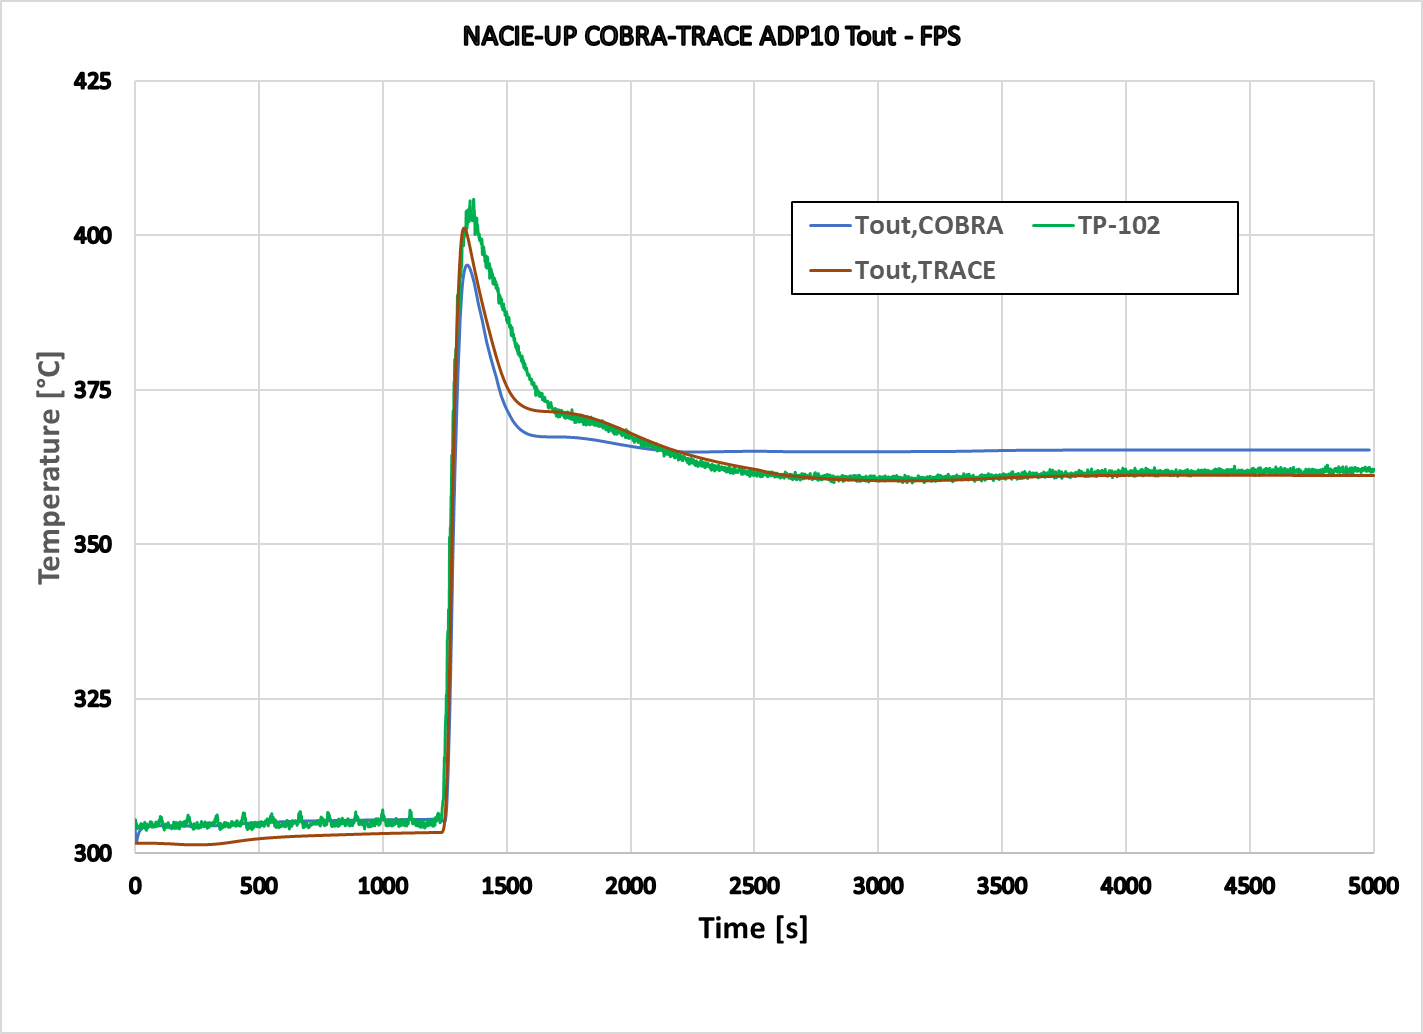 NACIE-UP COBRA-TRACE ADP10 Tout - FPS
425
400
375
350
325
300
Temperature [°C]
Tout,COBRA TP-102
Tout,TRACE
0 500 1000 1500 2000 2500 3000 3500 4000 4500 5000
Time [s]